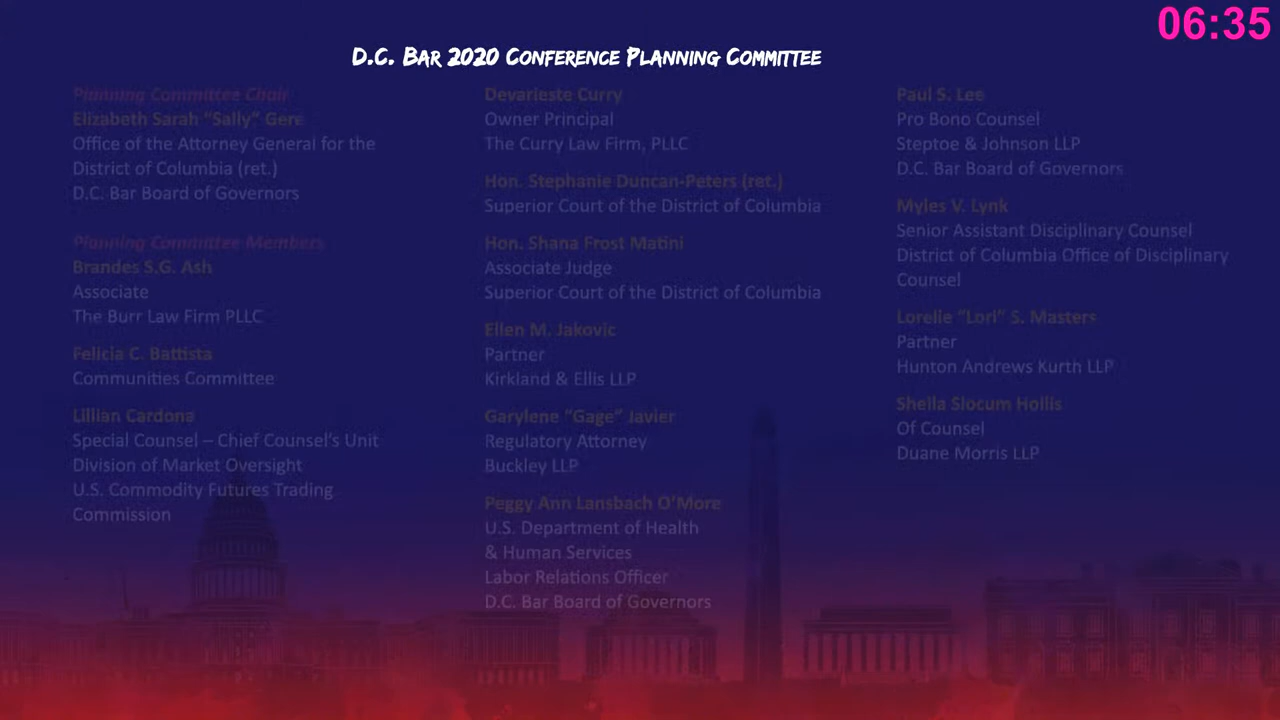 06:35
D.C. BAR 2020 CONFERENCE PLANNING COMMITTEE
Planning Committee Chair
Elizabeth Sarah “Sally” Gere
Office of the Attorney General for the
District of Columbia (ret.)
D.C. Bar Board of Governors
Planning Committee Members
Brandes S.G. Ash
Associate
The Burr Law Firm PLLC
Felicia C. Battista
Communities Committee
Lillian Cardona
Special Counsel – Chief Counsel’s Unit
Division of Market Oversight
U.S. Commodity Futures Trading
Commission
Devarieste Curry
Owner Principal
The Curry Law Firm, PLLC
Hon. Stephanie Duncan-Peters (ret.)
Superior Court of the District of Columbia
Hon. Shana Frost Matini
Associate Judge
Superior Court of the District of Columbia
Ellen M. Jakovic
Partner
Kirkland & Ellis LLP
Garylene “Gage” Javier
Regulatory Attorney
Buckley LLP
Peggy Ann Lansbach O’More
U.S. Department of Health
& Human Services
Labor Relations Officer
D.C. Bar Board of Governors
Paul S. Lee
Pro Bono Counsel
Steptoe & Johnson LLP
D.C. Bar Board of Governors
Myles V. Lynk
Senior Assistant Disciplinary Counsel
District of Columbia Office of Disciplinary
Counsel
Lorelie “Lori” S. Masters
Partner
Hunton Andrews Kurth LLP
Sheila Slocum Hollis
Of Counsel
Duane Morris LLP